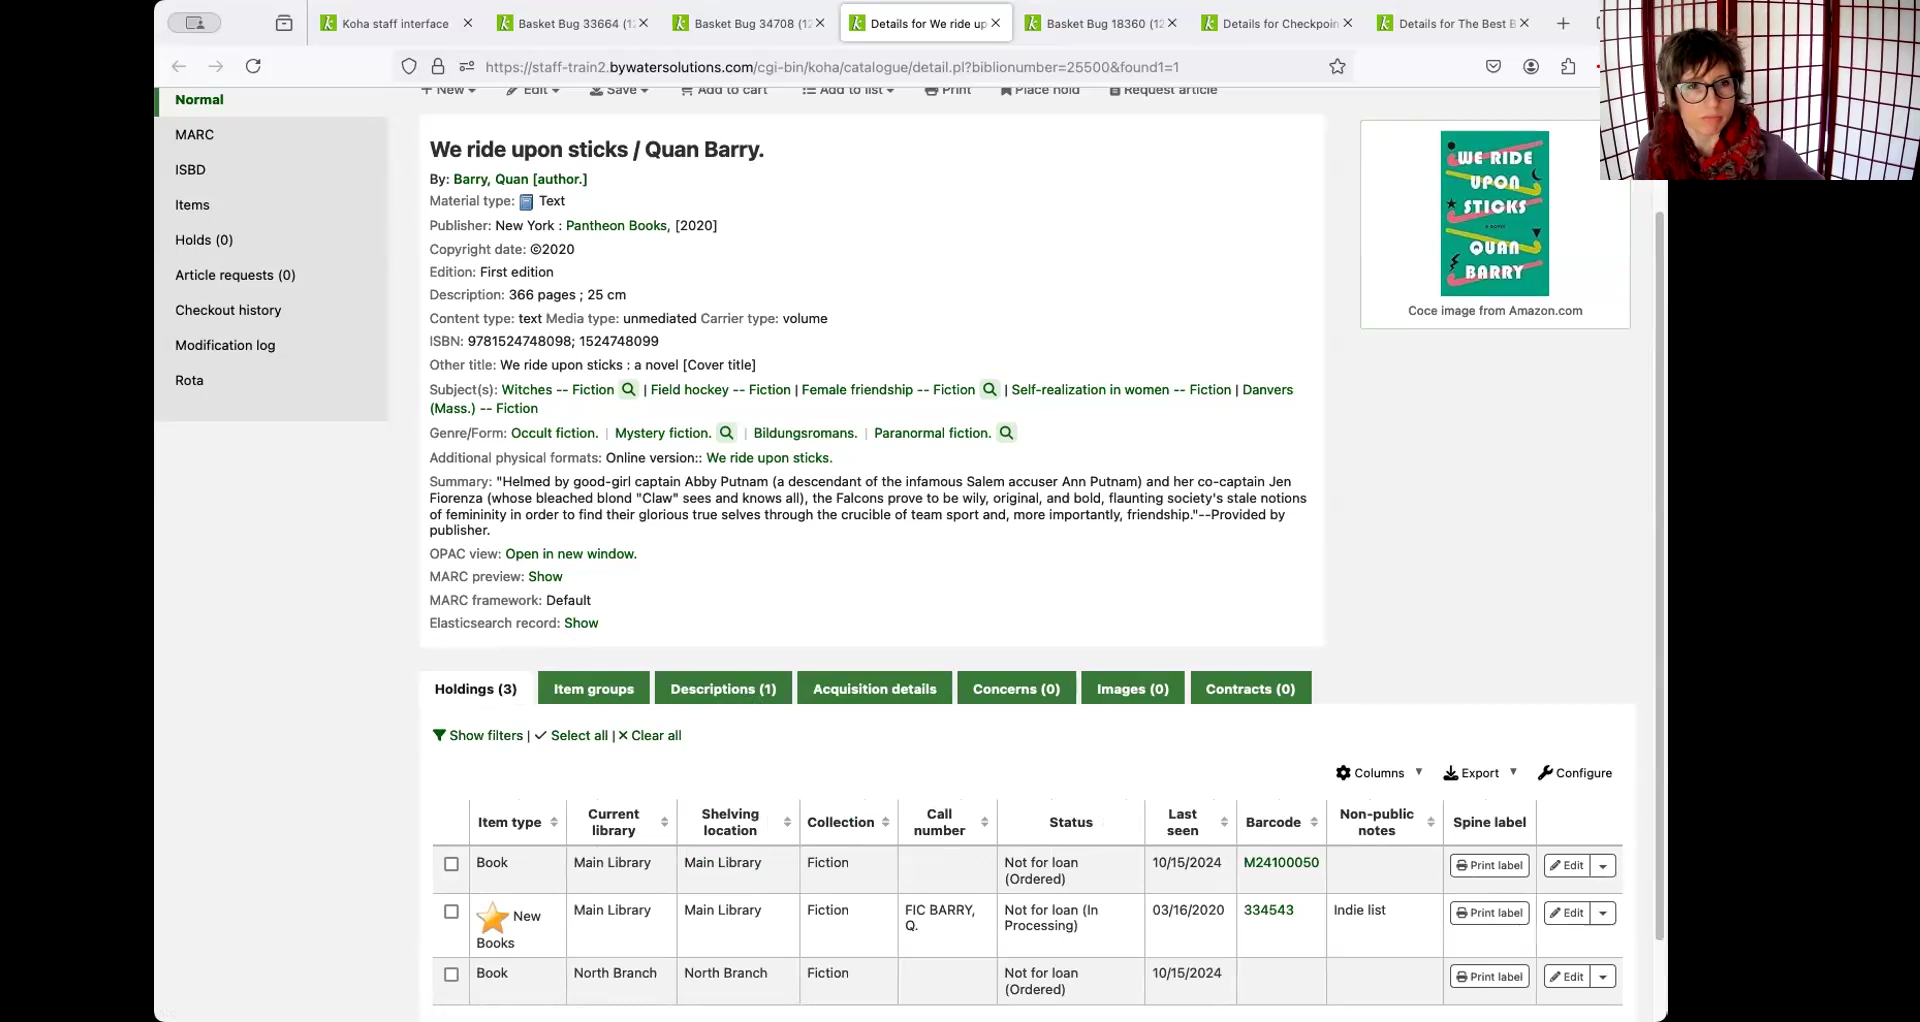 Koha staff interface
Basket Bug 33664 (12
Basket Bug 34708 (12
Details for We ride up
Basket Bug 18360 (12
Details for Checkpoin
Details for The Best B
https://staff-train2.bywatersolutions.com/cgi-bin/koha/catalogue/detail.pl?biblionumber=25500&found1=1
+ New
Edit
Save
Add to cart
Add to list
Print
Place hold
Request article
Normal
MARC
ISBD
Items
Holds (0)
Article requests (0)
Checkout history
Modification log
Rota
We ride upon sticks / Quan Barry.
By: Barry, Quan [author.]
Material type: Text
Publisher: New York : Pantheon Books, [2020]
Copyright date: ©2020
Edition: First edition
Description: 366 pages ; 25 cm
Content type: text Media type: unmediated Carrier type: volume
ISBN: 9781524748098; 1524748099
Other title: We ride upon sticks : a novel [Cover title]
Subject(s): Witches -- Fiction | Field hockey -- Fiction | Female friendship -- Fiction | Self-realization in women -- Fiction | Danvers
(Mass.) -- Fiction
Genre/Form: Occult fiction. | Mystery fiction. | Bildungsromans. | Paranormal fiction.
Additional physical formats: Online version:: We ride upon sticks.
Summary: "Helmed by good-girl captain Abby Putnam (a descendant of the infamous Salem accuser Ann Putnam) and her co-captain Jen
Fiorenza (whose bleached blond "Claw" sees and knows all), the Falcons prove to be wily, original, and bold, flaunting society's stale notions
of femininity in order to find their glorious true selves through the crucible of team sport and, more importantly, friendship."--Provided by
publisher.
OPAC view: Open in new window.
MARC preview: Show
MARC framework: Default
Elasticsearch record: Show
WE RIDE
UPON
STICKS
A NOVEL
QUAN
BARRY
Coce image from Amazon.com
Holdings (3)
Item groups
Descriptions (1)
Acquisition details
Concerns (0)
Images (0)
Contracts (0)
Show filters | Select all | Clear all
Columns
Export
Configure
Item type
Current
library
Shelving
location
Collection
Call
number
Status
Last
seen
Barcode
Non-public
notes
Spine label
Book
Main Library
Main Library
Fiction
Not for loan
(Ordered)
10/15/2024
M24100050
Print label
Edit
New
Books
Main Library
Main Library
Fiction
FIC BARRY,
Q.
Not for loan (In
Processing)
03/16/2020
334543
Indie list
Print label
Edit
Book
North Branch
North Branch
Fiction
Not for loan
(Ordered)
10/15/2024
Print label
Edit